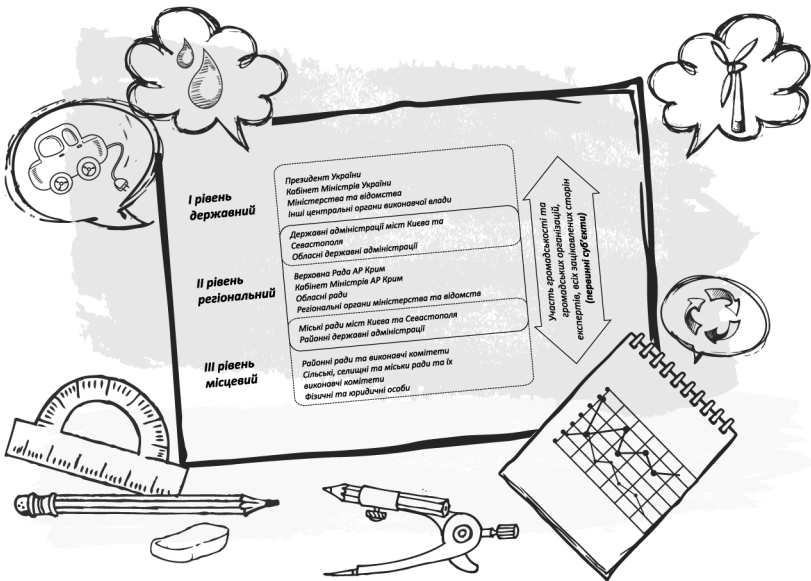 І рівень
державний
Президент України
Кабінет Міністрів України
Міністерства та відомства
Інші центральні органи виконавчої влади
Державні адміністрації міст Києва та
Севастополя
Обласні державні адміністрації
ІІ рівень
регіональний
Верховна Рада АР Крим
Кабінет Міністрів АР Крим
Обласні ради
Регіональні органи міністерства та відомств
Міські ради міст Києва та Севастополя
Районні державні адміністрації
ІІІ рівень
місцевий
Районні ради та виконавчі комітети
Сільські, селищні та міськи ради та їх
виконавчі комітети
Фізичні та юридичні особи
Участь громадськості та
громадських організацій,
експертів, всіх зацікавлених сторін
(первинні суб'єкти)